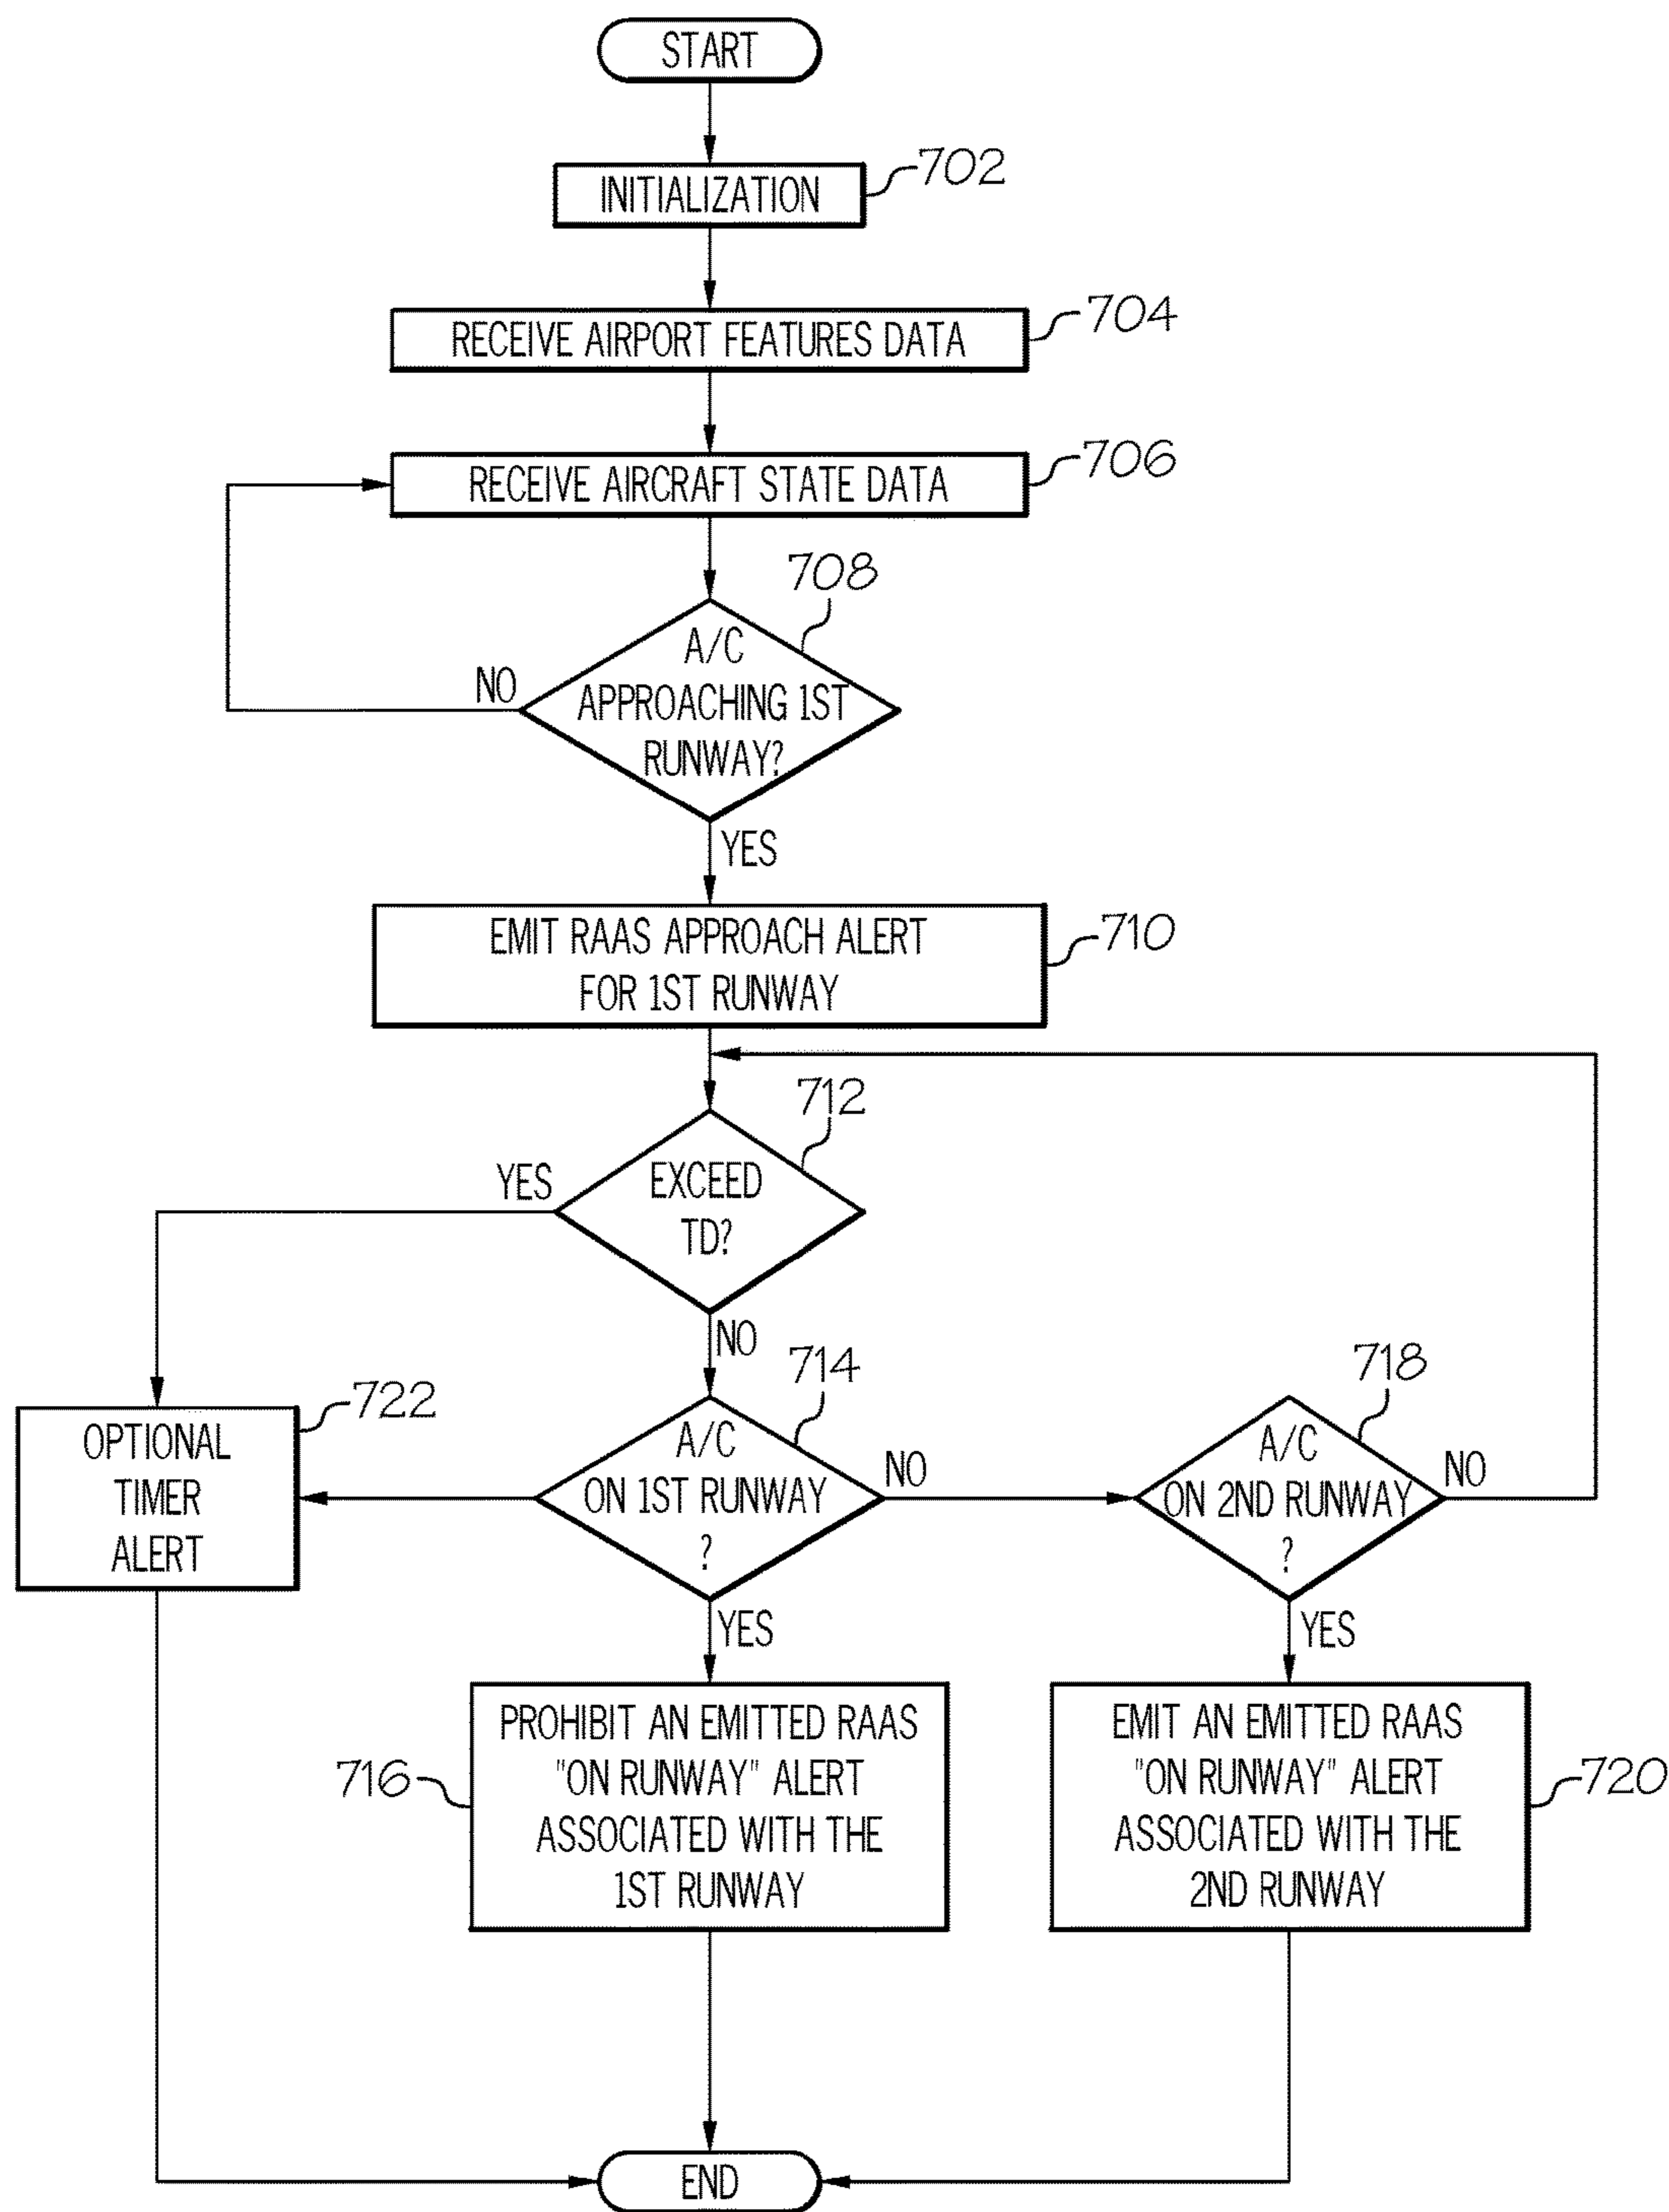 START
INITIALIZATION
702
RECEIVE AIRPORT FEATURES DATA
704
RECEIVE AIRCRAFT STATE DATA
706
708
A/C
APPROACHING 1ST
RUNWAY?
NO
YES
EMIT RAAS APPROACH ALERT
FOR 1ST RUNWAY
710
712
EXCEED
TD?
YES
NO
722
OPTIONAL
TIMER
ALERT
714
A/C
ON 1ST RUNWAY
?
NO
YES
718
A/C
ON 2ND RUNWAY
?
NO
YES
716
PROHIBIT AN EMITTED RAAS
"ON RUNWAY" ALERT
ASSOCIATED WITH THE
1ST RUNWAY
EMIT AN EMITTED RAAS
"ON RUNWAY" ALERT
ASSOCIATED WITH THE
2ND RUNWAY
720
END